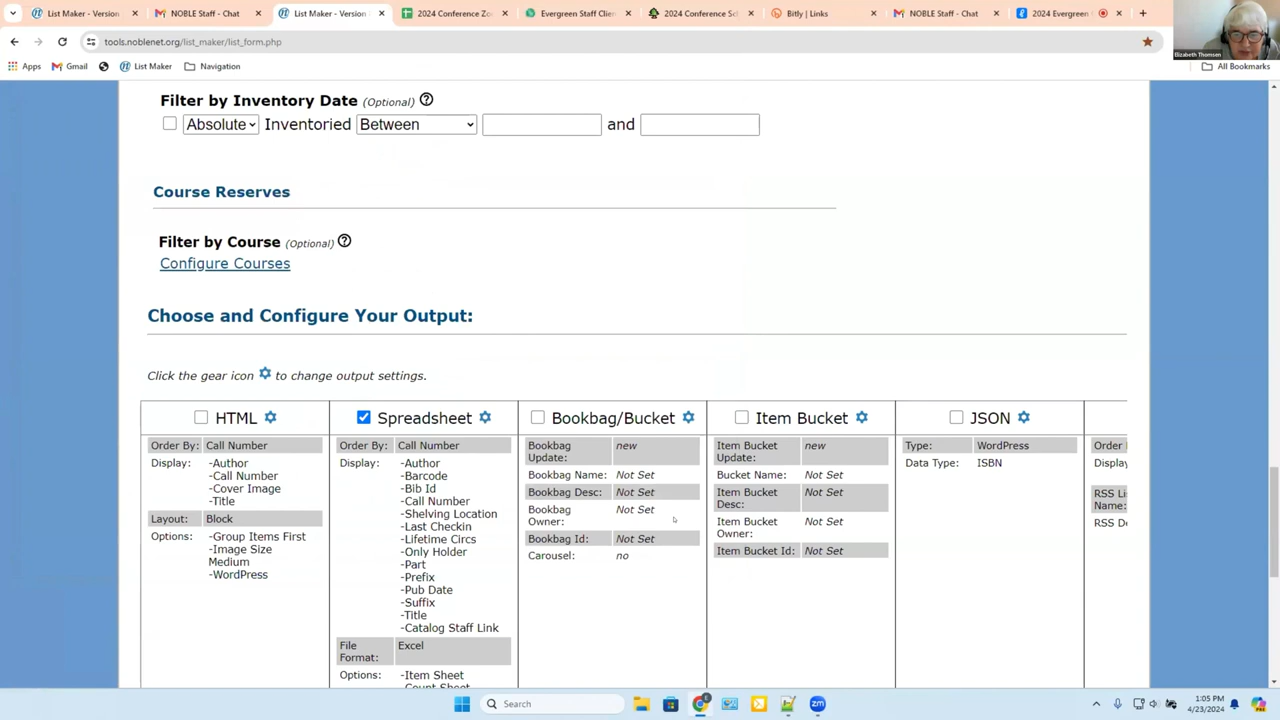 List Maker - Version
NOBLE Staff - Chat
List Maker - Version
2024 Conference Zo
Evergreen Staff Clien
2024 Conference Sc
Bitly | Links
NOBLE Staff - Chat
2024 Evergreen
tools.noblenet.org/list_maker/list_form.php
Elizabeth Thomsen
Apps
Gmail
List Maker
Navigation
All Bookmarks
Filter by Inventory Date (Optional)
Absolute Inventoried Between and
Course Reserves
Filter by Course (Optional)
Configure Courses
Choose and Configure Your Output:
Click the gear icon to change output settings.
HTML
Order By: Call Number
Display: -Author
-Call Number
-Cover Image
-Title
Layout: Block
Options: -Group Items First
-Image Size
Medium
-WordPress
Spreadsheet
Order By: Call Number
Display: -Author
-Barcode
-Bib Id
-Call Number
-Shelving Location
-Last Checkin
-Lifetime Circs
-Only Holder
-Part
-Prefix
-Pub Date
-Suffix
-Title
-Catalog Staff Link
File Excel
Format:
Options: -Item Sheet
-Count Sheet
Bookbag/Bucket
Bookbag new
Update:
Bookbag Name: Not Set
Bookbag Desc: Not Set
Bookbag Not Set
Owner:
Bookbag Id: Not Set
Carousel: no
Item Bucket
Item Bucket new
Update:
Bucket Name: Not Set
Item Bucket Not Set
Desc:
Item Bucket Not Set
Owner:
Item Bucket Id: Not Set
JSON
Type: WordPress
Data Type: ISBN
Order
Display
RSS Li
Name:
RSS D
Search
1:05 PM
4/23/2024